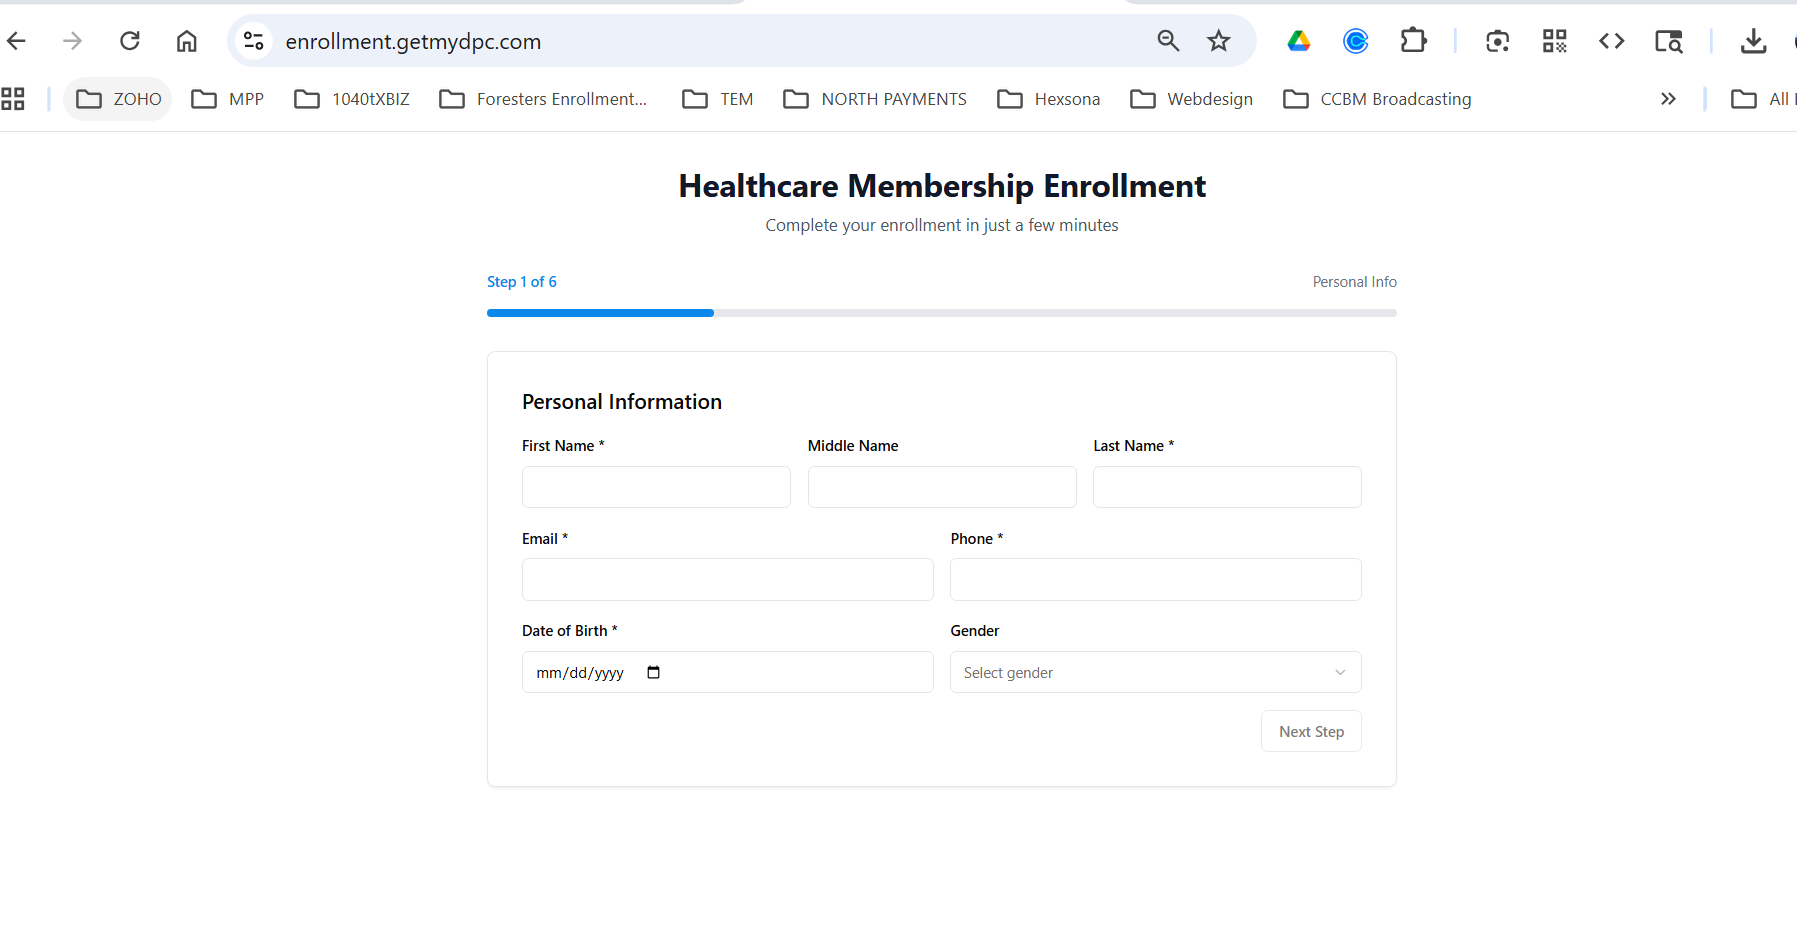 enrollment.getmydpc.com
ZOHO MPP 1040tXBIZ Foresters Enrollment... TEM NORTH PAYMENTS Hexsona Webdesign CCBM Broadcasting All
Healthcare Membership Enrollment
Complete your enrollment in just a few minutes
Step 1 of 6 Personal Info
Personal Information
First Name * Middle Name Last Name *
Email * Phone *
Date of Birth * Gender
mm/dd/yyyy Select gender
Next Step